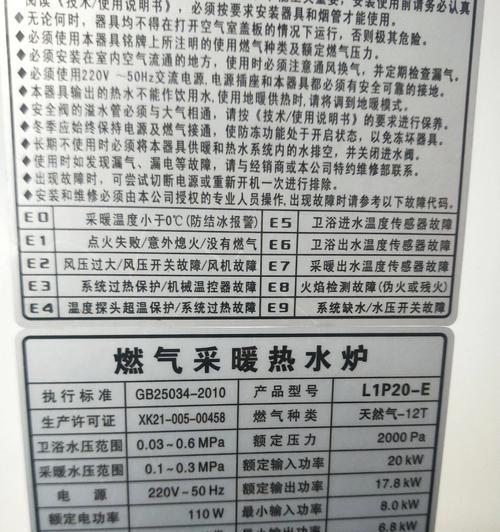 阅读《技术/使用说明书》，必须按要求安装器具和烟管才能使用。
无论何时，器具均不得在打开空气室盖板的情况下运行，否则极其危险。
必须使用本器具铭牌上所注明的使用燃气种类及额定燃气压力。
必须安装在室内空气流通的地方，使用时必须注意通风换气，并定期检查漏气。
必须使用220V ~50Hz交流电源，电源插座和本器具都必须有可靠的接地。
本器具输出的热水不能作饮用水，使用地暖供热时，请将调到地暖模式。
安全阀的溢水管必须与大气相通，请按《技术/使用说明书》的要求进行保养。
冬季应始终保持电源及燃气接通，使防冻功能处于开启状态，以免冻坏器具。
长期不使用时必须将本器具供暖和热水系统内的水排空，并关闭进水阀。
使用时如发现漏气、漏电等故障，请与经销商或本公司特约维修部联系。
出现故障时，可尝试切断电源或重新开机一次进行排除。
安装和维修必须由本公司授权的专业人员操作，出现故障时请参考以下故障代码。
E0 采暖温度小于0℃(防结冰报警) E5 卫浴进水温度传感器故障
E1 点火失败/意外熄火/没有燃气 E6 卫浴出水温度传感器故障
E2 风压过大/风压开关故障/风机故障 E7 采暖出水温度传感器故障
E3 系统过热保护/机械温控器故障 E8 火焰检测故障(伪火或残火)
E4 温度探头超温保护/系统过热故障 E9 系统缺水/水压开关故障
燃气采暖热水炉
执行标准 GB25034-2010 产品型号 L1P20-E
生产许可证 XK21-005-00458 燃气种类 天然气-12T
卫浴水压范围 0.03~0.6MPa 额定压力 2000 Pa
采暖水压范围 0.1~0.3MPa 额定输入功率 20 kW
电源 220V~50Hz 额定输出功率 17.8 kW
额定电功率 110W 最小输入功率 8.0 kW
6.8 kW